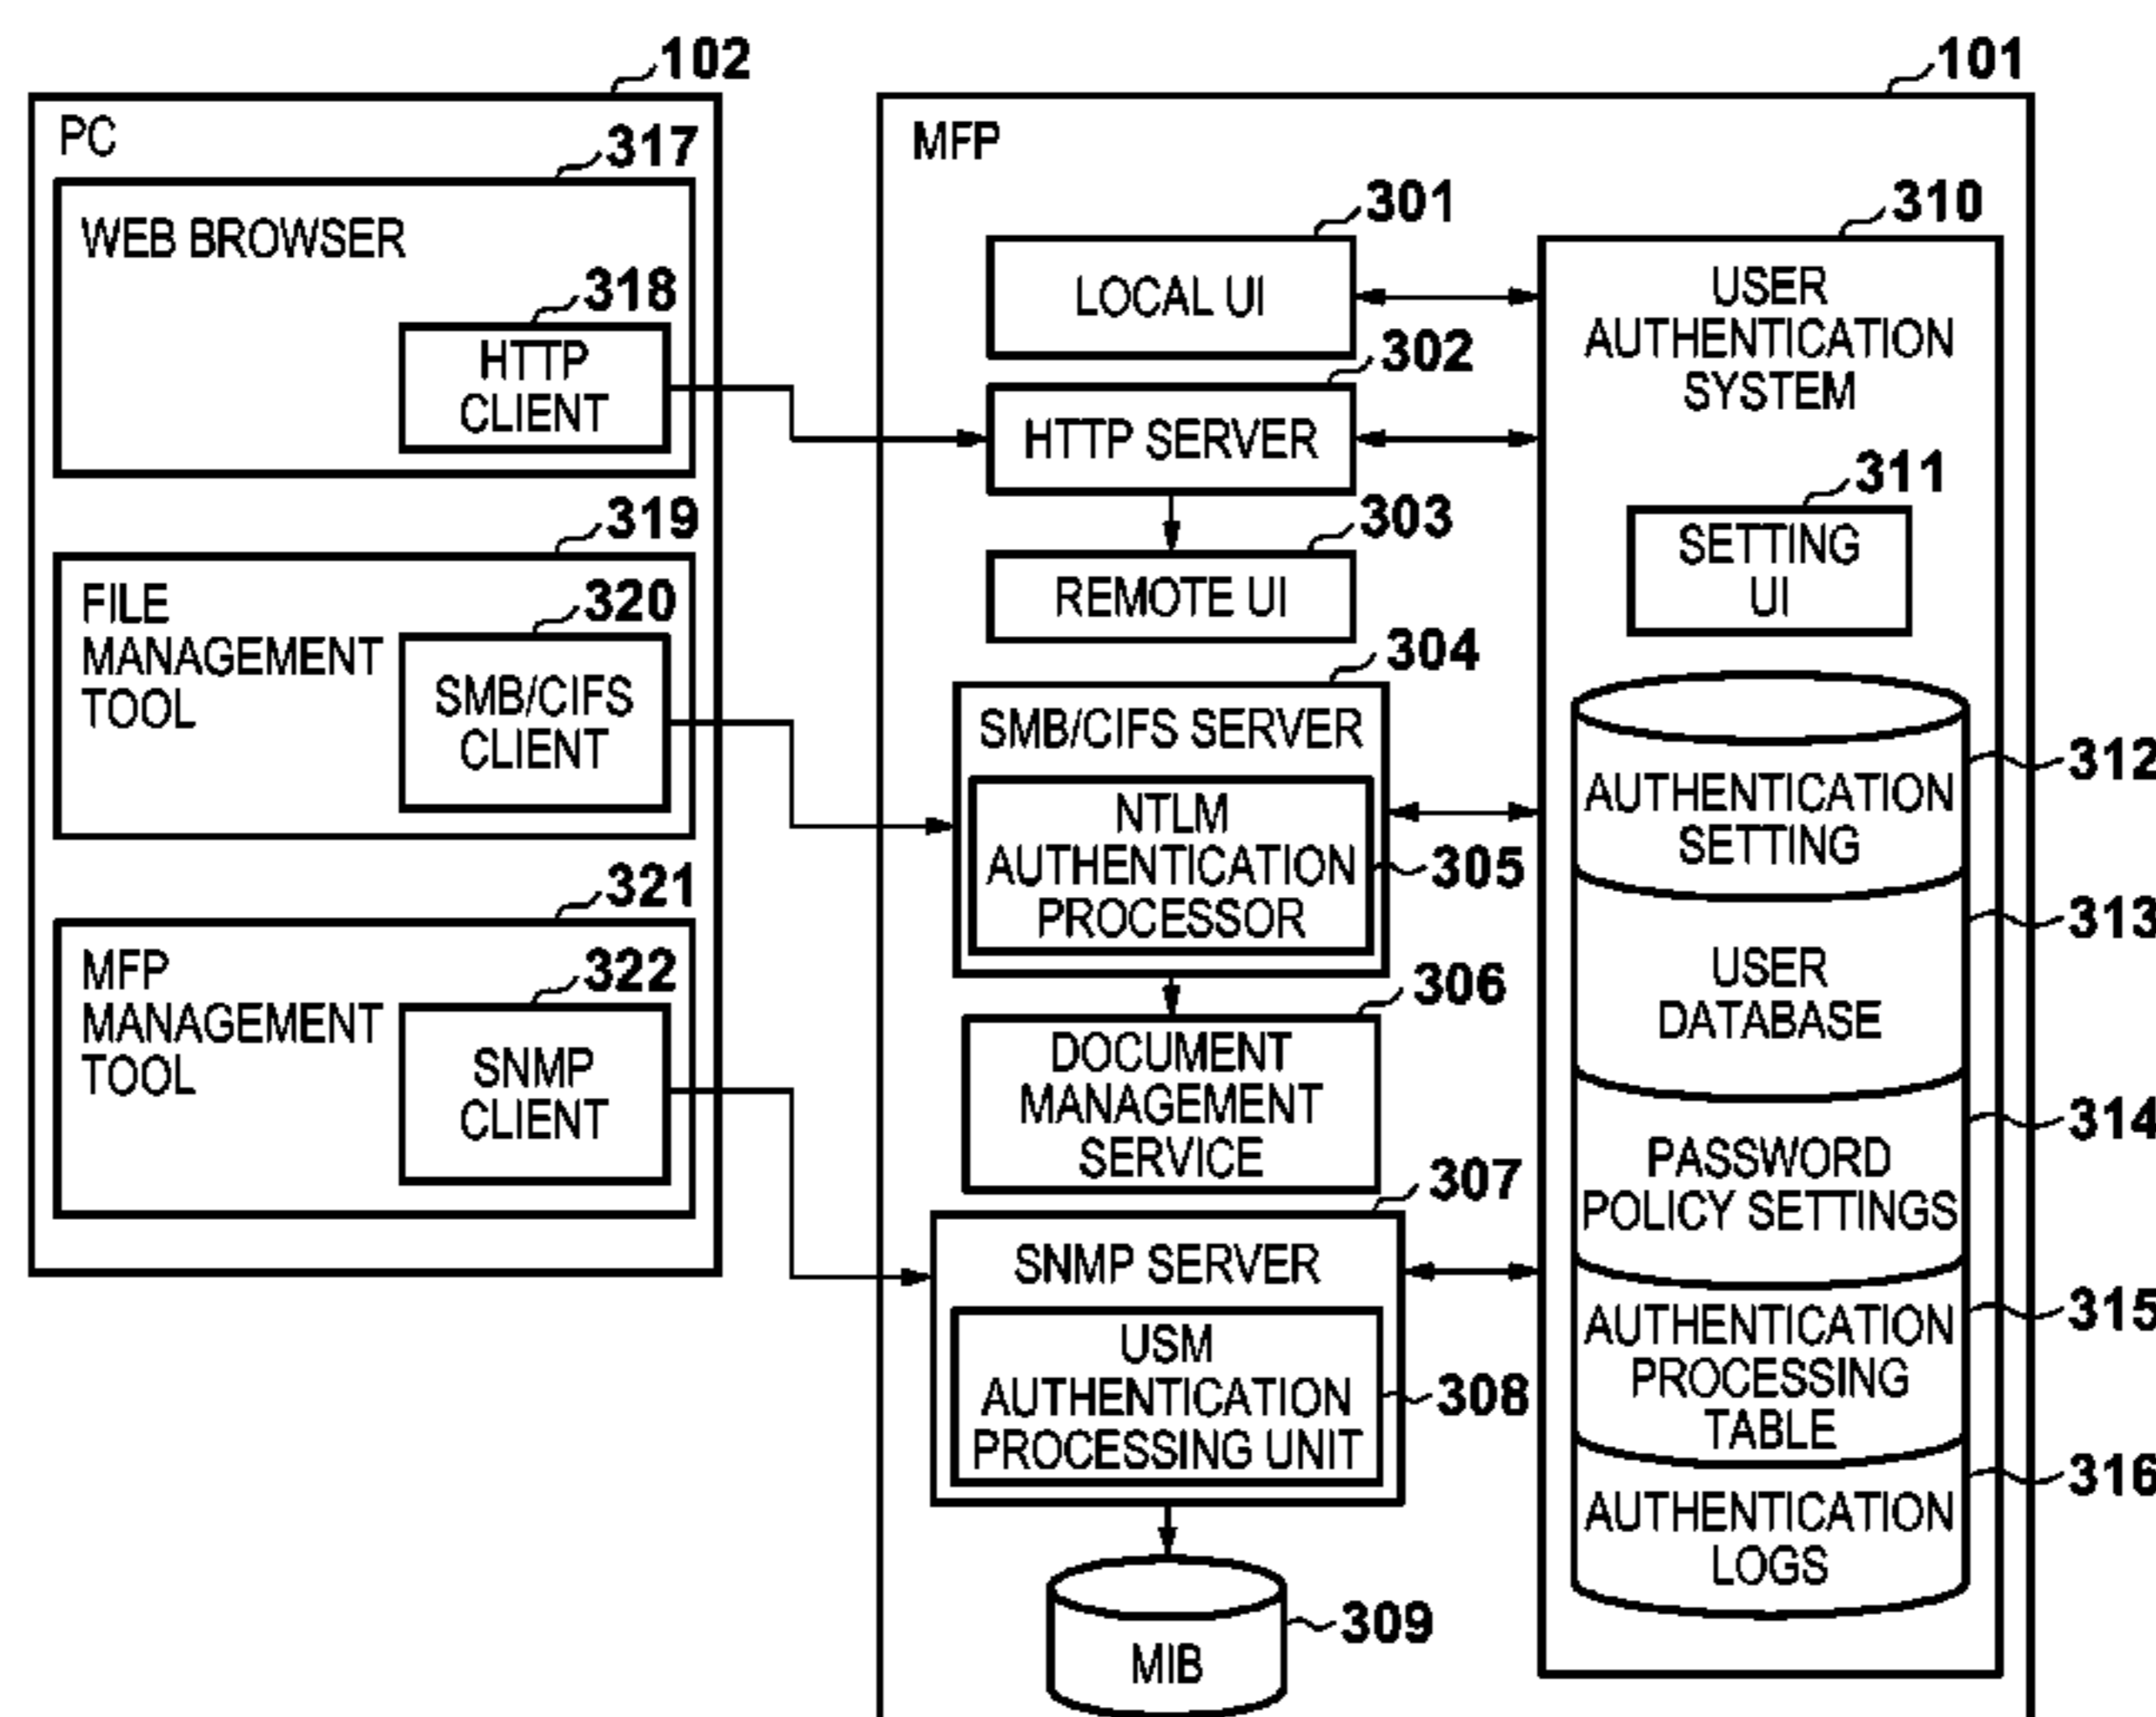 102
PC
317
WEB BROWSER
318
HTTP
CLIENT
319
FILE
MANAGEMENT
TOOL
320
SMB/CIFS
CLIENT
321
MFP
MANAGEMENT
TOOL
322
SNMP
CLIENT
101
MFP
301
LOCAL UI
302
HTTP SERVER
303
REMOTE UI
304
SMB/CIFS SERVER
NTLM
AUTHENTICATION
PROCESSOR
305
306
DOCUMENT
MANAGEMENT
SERVICE
307
SNMP SERVER
USM
AUTHENTICATION
PROCESSING UNIT
308
MIB
309
310
USER
AUTHENTICATION
SYSTEM
311
SETTING
UI
312
AUTHENTICATION
SETTING
313
USER
DATABASE
314
PASSWORD
POLICY SETTINGS
315
AUTHENTICATION
PROCESSING
TABLE
316
AUTHENTICATION
LOGS